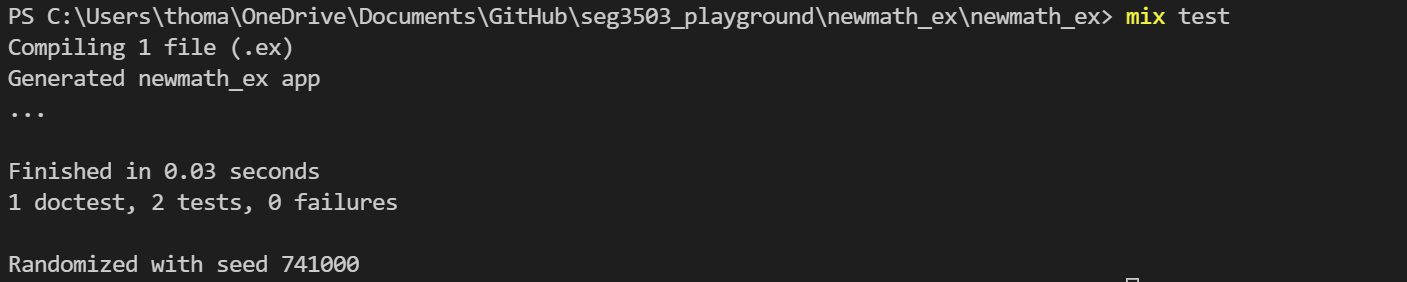 PS C:\Users\thoma\OneDrive\Documents\GitHub\seg3503_playground\newmath_ex\newmath_ex> mix test
Compiling 1 file (.ex)
Generated newmath_ex app
...
Finished in 0.03 seconds
1 doctest, 2 tests, 0 failures
Randomized with seed 741000